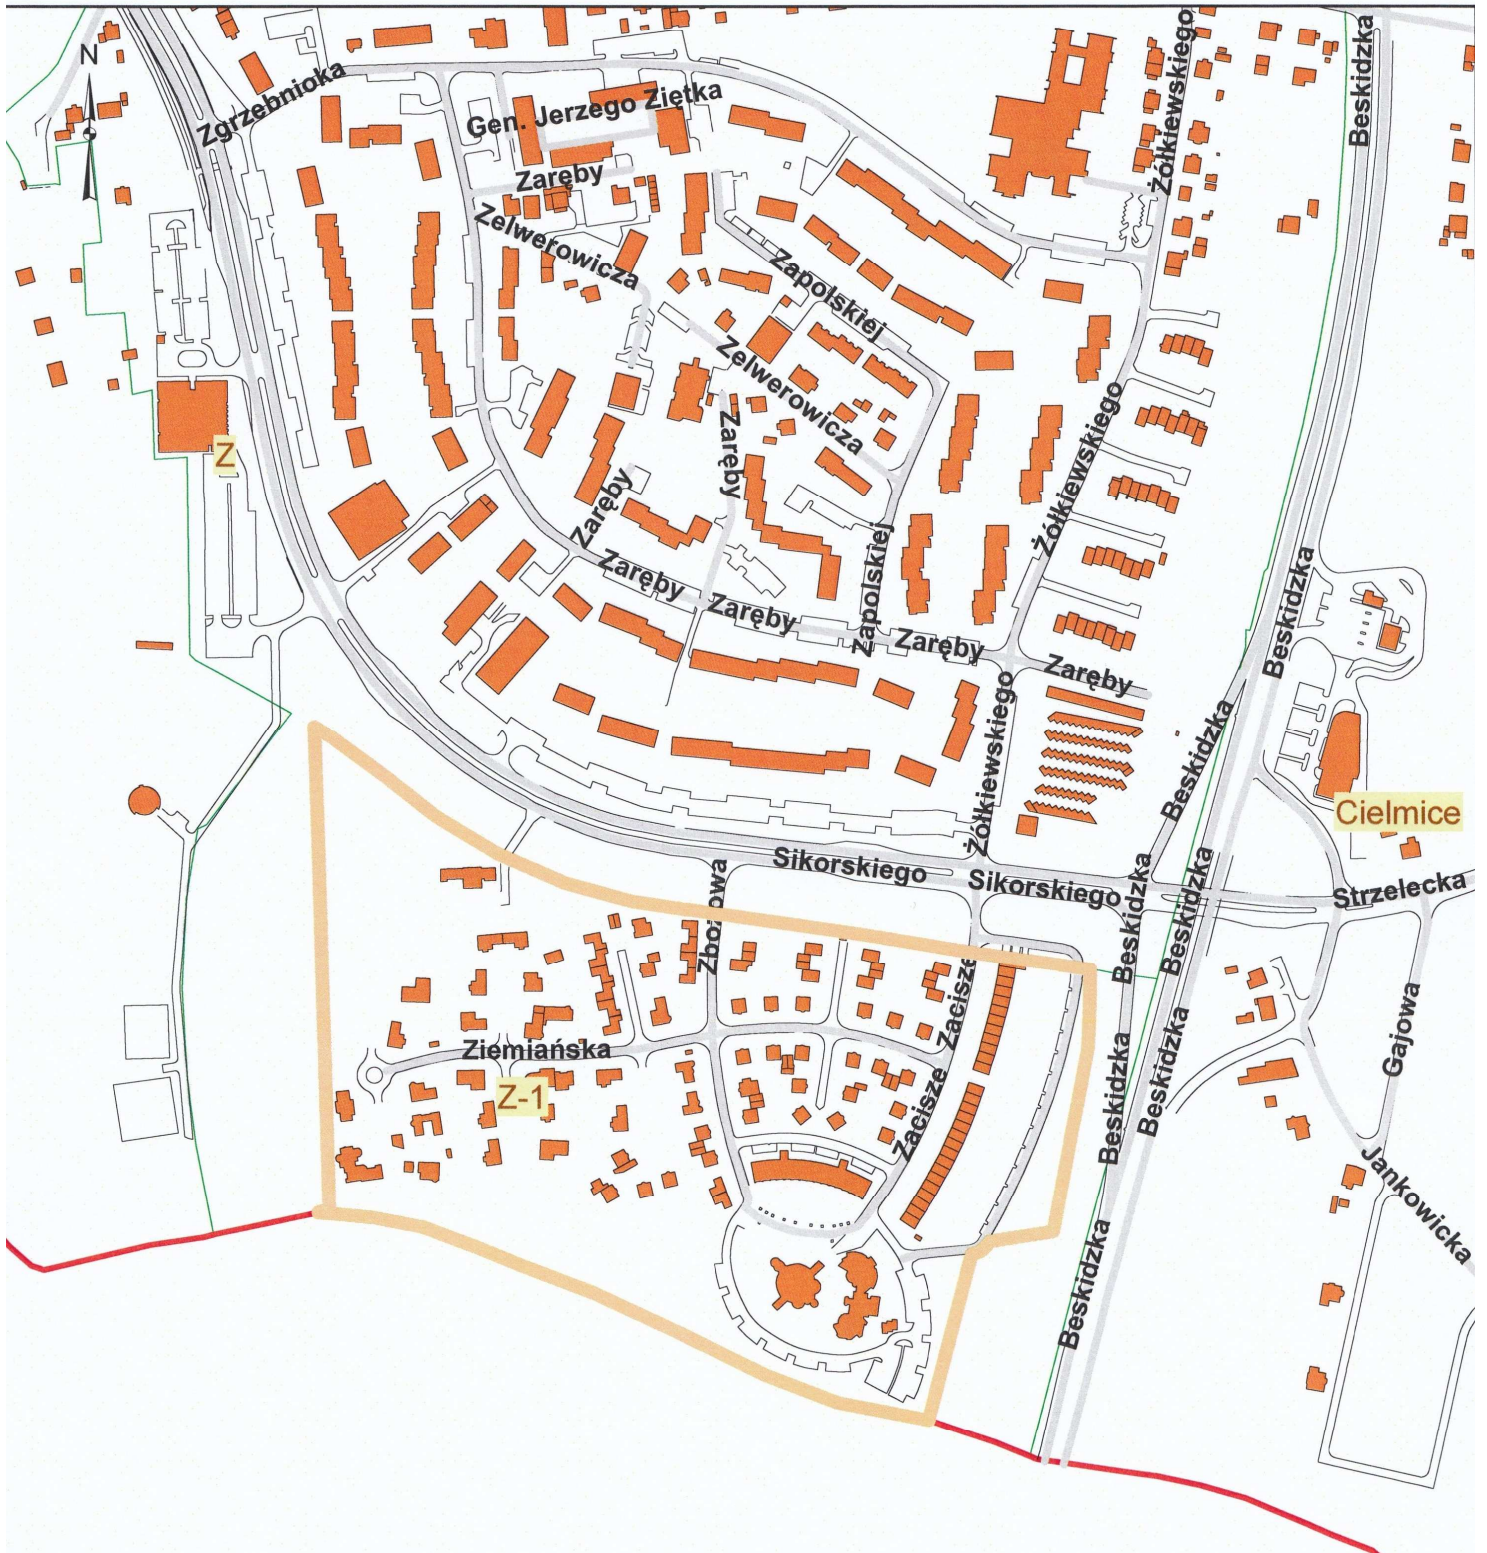 N
Zgrzebnioka
Gen. Jerzego Ziętka
Żółkiewskiego
Beskidzka
Zaręby
Zelwerowicza
Zapolskiej
Zelwerowicza
Zaręby
Żółkiewskiego
Z
Zaręby
Zapolskiej
Zaręby
Zaręby
Zaręby
Zaręby
Beskidzka
Żółkiewskiego
Beskidzka
Cielmice
Sikorskiego
Sikorskiego
Beskidzka
Beskidzka
Strzelecka
Zbożowa
Zacisze
Ziemiańska
Z-1
Zacisze
Beskidzka
Beskidzka
Gajowa
Jankowicka
Beskidzka